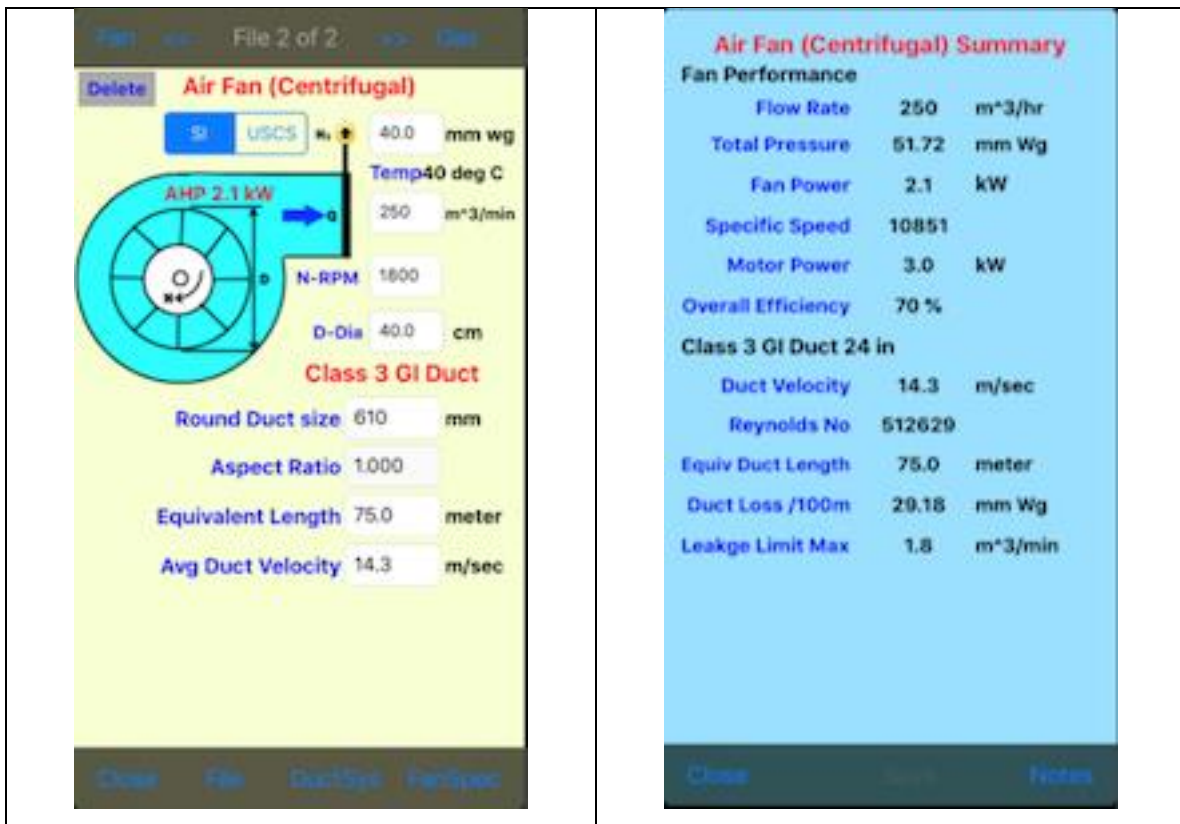 Fan << File 2 of 2 >> Gas
Delete Air Fan (Centrifugal)
SI USCS 40.0 mm wg
Temp40 deg C
AHP 2.1 kW
Q 250 m^3/min
D N-RPM 1800
N
D-Dia 40.0 cm
Class 3 GI Duct
Round Duct size 610 mm
Aspect Ratio 1.000
Equivalent Length 75.0 meter
Avg Duct Velocity 14.3 m/sec
Close File DuctSys FanSpec
Air Fan (Centrifugal) Summary
Fan Performance
Flow Rate 250 m^3/hr
Total Pressure 51.72 mm Wg
Fan Power 2.1 kW
Specific Speed 10851
Motor Power 3.0 kW
Overall Efficiency 70 %
Class 3 GI Duct 24 in
Duct Velocity 14.3 m/sec
Reynolds No 512629
Equiv Duct Length 75.0 meter
Duct Loss /100m 29.18 mm Wg
Leakge Limit Max 1.8 m^3/min
Close Notes